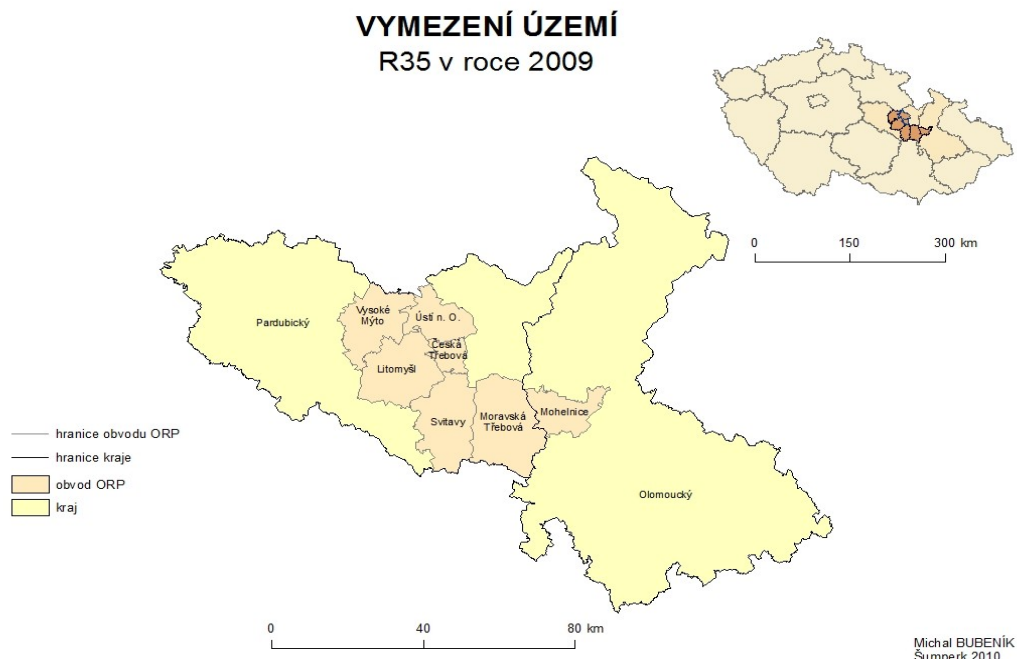 VYMEZENÍ ÚZEMÍ
R35 v roce 2009
0 150 300 km
Pardubický
Vysoké
Mýto
Ústí n. O.
Česká
Třebová
Litomyšl
Svitavy
Moravská
Třebová
Mohelnice
Olomoucký
hranice obvodu ORP
hranice kraje
obvod ORP
kraj
0 40 80 km
Michal BUBENÍK
Šumperk 2010